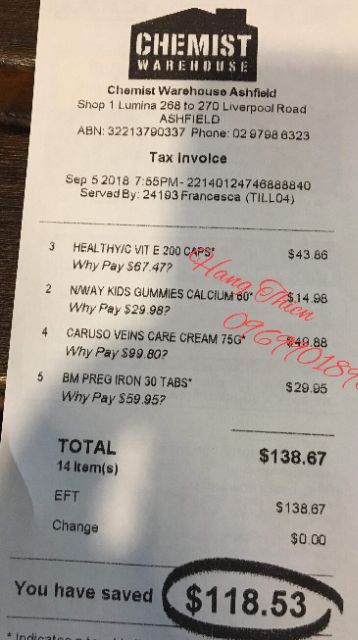 CHEMIST
WAREHOUSE
Chemist Warehouse Ashfield
Shop 1 Lumina 268 to 270 Liverpool Road
ASHFIELD
ABN: 32213790337 Phone: 02 9798 6323
Tax Invoice
Sep 5 2018 7:55PM- 22140124746888840
Served By: 24193 Francesca (TILL04)
3 HEALTHY/C VIT E 200 CAPS* $43.86
Why Pay $67.47?
Hang Thien
2 N/WAY KIDS GUMMIES CALCIUM 60* $14.98
Why Pay $29.98?
4 CARUSO VEINS CARE CREAM 75G* $49.88
Why Pay $99.80?
5 BM PREG IRON 30 TABS* $29.95
Why Pay $59.95?
TOTAL $138.67
14 Item(s)
EFT $138.67
Change $0.00
You have saved $118.53